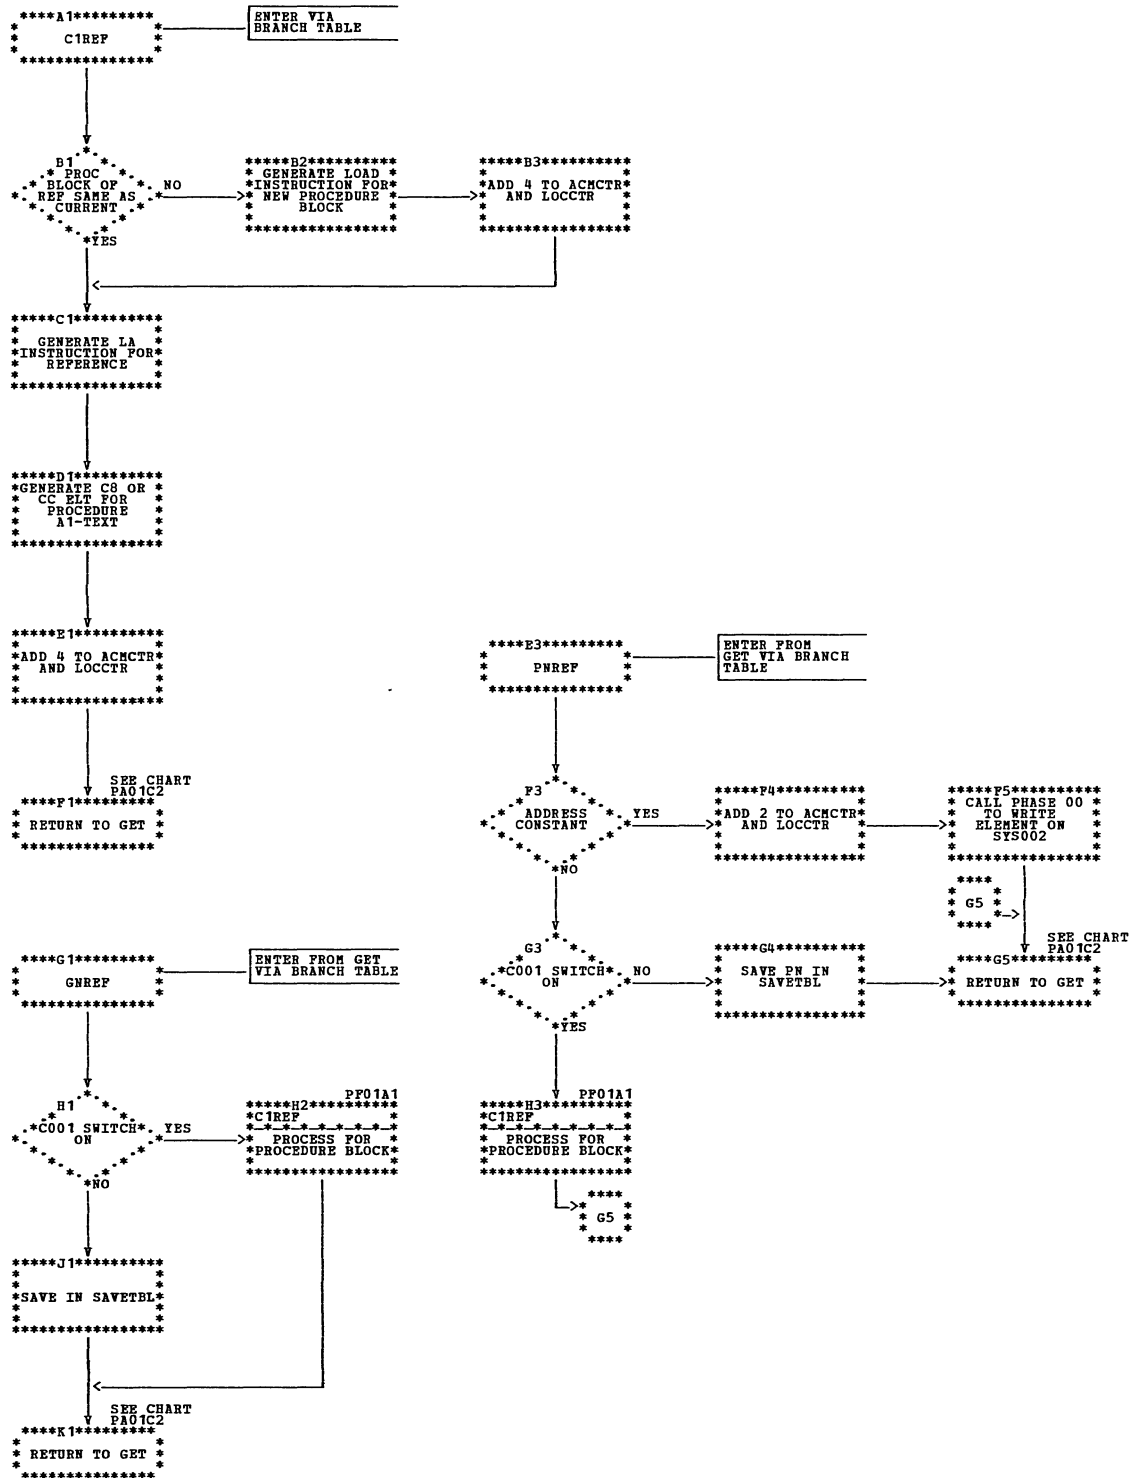 ****A1*********
C1REF
ENTER VIA
BRANCH TABLE
B1
PROC
BLOCK OF
REF SAME AS
CURRENT
NO
*YES
*****B2**********
GENERATE LOAD
INSTRUCTION FOR
NEW PROCEDURE
BLOCK
*****B3**********
ADD 4 TO ACMCTR
AND LOCCTR
*****C1**********
GENERATE LA
INSTRUCTION FOR
REFERENCE
*****D1**********
GENERATE C8 OR
CC ELT FOR
PROCEDURE
A1-TEXT
*****E1**********
ADD 4 TO ACMCTR
AND LOCCTR
SEE CHART
PA01C2
****F1*********
RETURN TO GET
****E3*********
PNREF
ENTER FROM
GET VIA BRANCH
TABLE
F3
ADDRESS
CONSTANT
YES
*NO
*****F4**********
ADD 2 TO ACMCTR
AND LOCCTR
*****F5**********
CALL PHASE 00
TO WRITE
ELEMENT ON
SYS002
****
* G5 *
****
G3
*C001 SWITCH*
ON
NO
*YES
*****G4**********
SAVE PN IN
SAVETBL
SEE CHART
PA01C2
****G5*********
RETURN TO GET
PF01A1
*****H3**********
*C1REF *
*-*-*-*-*-*-*-*-*
PROCESS FOR
PROCEDURE BLOCK
****
* G5 *
****
****G1*********
GNREF
ENTER FROM GET
VIA BRANCH TABLE
H1
*C001 SWITCH*
ON
YES
*NO
PF01A1
*****H2**********
*C1REF *
*-*-*-*-*-*-*-*-*
PROCESS FOR
PROCEDURE BLOCK
*****J1**********
SAVE IN SAVETBL
SEE CHART
PA01C2
****K1*********
RETURN TO GET